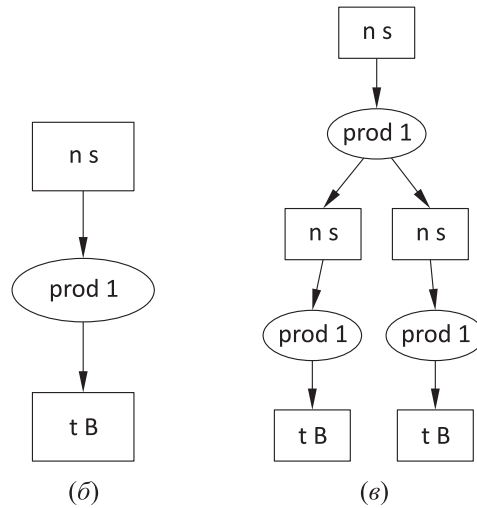 n s
prod 1
t B
(б)
n s
prod 1
n s n s
prod 1 prod 1
t B t B
(в)